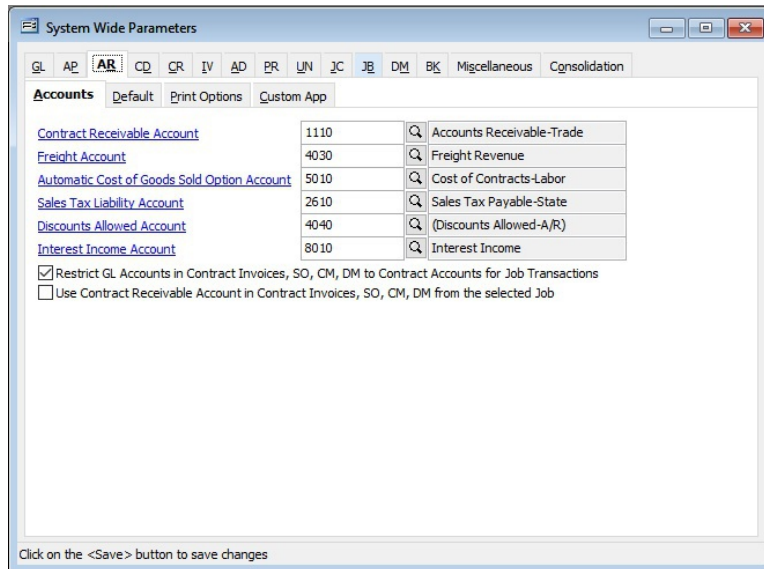 System Wide Parameters
GL AP AR CD CR IV AD PR UN JC JB DM BK Miscellaneous Consolidation
Accounts Default Print Options Custom App
Contract Receivable Account 1110 Accounts Receivable-Trade
Freight Account 4030 Freight Revenue
Automatic Cost of Goods Sold Option Account 5010 Cost of Contracts-Labor
Sales Tax Liability Account 2610 Sales Tax Payable-State
Discounts Allowed Account 4040 (Discounts Allowed-A/R)
Interest Income Account 8010 Interest Income
Restrict GL Accounts in Contract Invoices, SO, CM, DM to Contract Accounts for Job Transactions
Use Contract Receivable Account in Contract Invoices, SO, CM, DM from the selected Job
Click on the <Save> button to save changes